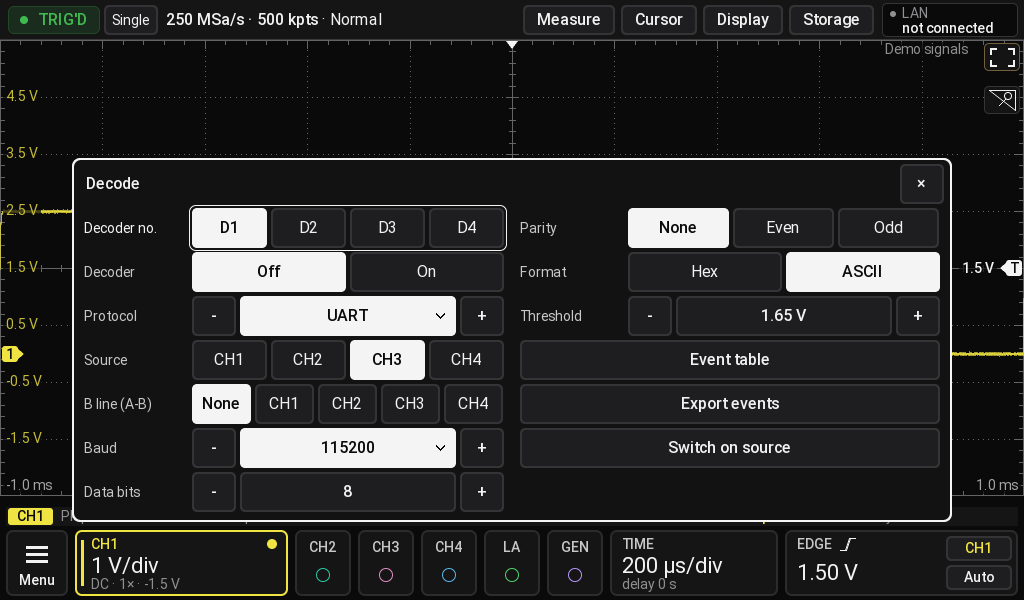 TRIG'D Single 250 MSa/s · 500 kpts · Normal Measure Cursor Display Storage LAN
not connected
Demo signals
4.5 V
3.5 V
2.5 V
1.5 V
0.5 V
1
-0.5 V
-1.5 V
-1.0 ms
1.5 V T
1.0 ms
Decode ×
Decoder no. D1 D2 D3 D4
Decoder Off On
Protocol - UART +
Source CH1 CH2 CH3 CH4
B line (A-B) None CH1 CH2 CH3 CH4
Baud - 115200 +
Data bits - 8 +
Parity None Even Odd
Format Hex ASCII
Threshold - 1.65 V +
Event table
Export events
Switch on source
CH1
Menu
CH1
1 V/div
DC · 1× · -1.5 V
CH2 CH3 CH4 LA GEN
TIME
200 µs/div
delay 0 s
EDGE CH1
1.50 V Auto